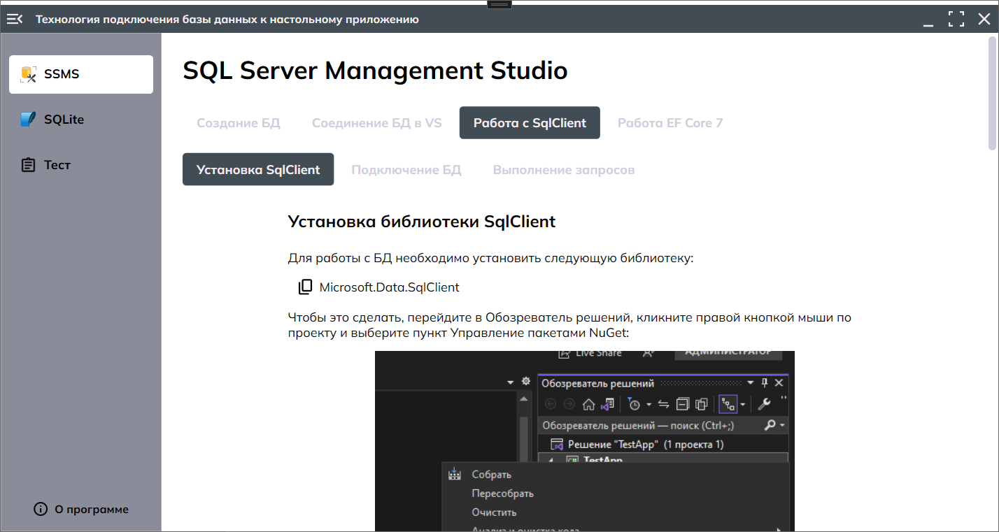 Технология подключения базы данных к настольному приложению
SSMS
SQLite
Тест
О программе
SQL Server Management Studio
Создание БД Соединение БД в VS Работа с SqlClient Работа EF Core 7
Установка SqlClient Подключение БД Выполнение запросов
Установка библиотеки SqlClient
Для работы с БД необходимо установить следующую библиотеку:
Microsoft.Data.SqlClient
Чтобы это сделать, перейдите в Обозреватель решений, кликните правой кнопкой мыши по
проекту и выберите пункт Управление пакетами NuGet:
Live Share АДМИНИСТРАТОР
Обозреватель решений
Обозреватель решений — поиск (Ctrl+;)
Решение "TestApp" (1 проекта 1)
TestApp
Собрать
Пересобрать
Очистить
Анализ и очистка кода